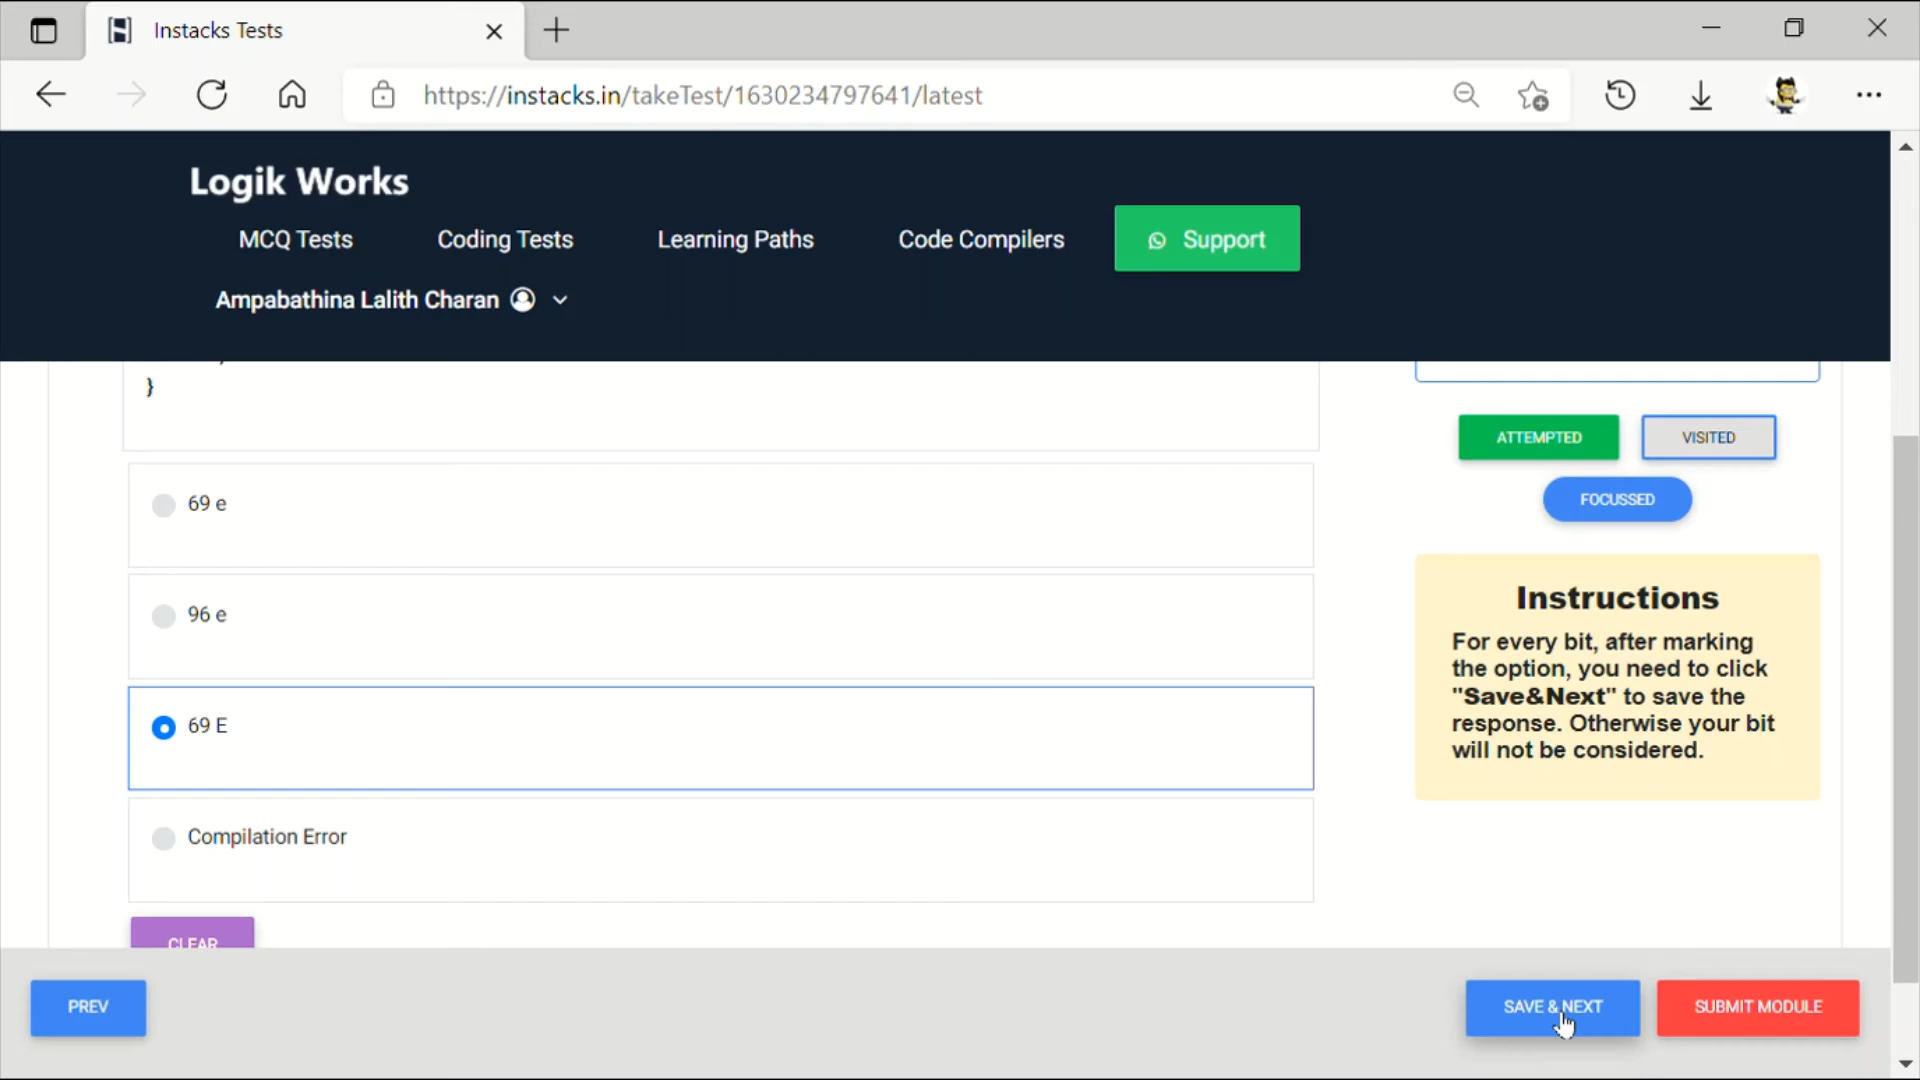 Instacks Tests
https://instacks.in/takeTest/1630234797641/latest
Logik Works
MCQ Tests
Coding Tests
Learning Paths
Code Compilers
Support
Ampabathina Lalith Charan
}
69 e
96 e
69 E
Compilation Error
CLEAR
ATTEMPTED
VISITED
FOCUSSED
Instructions
For every bit, after marking
the option, you need to click
"Save&Next" to save the
response. Otherwise your bit
will not be considered.
PREV
SAVE & NEXT
SUBMIT MODULE